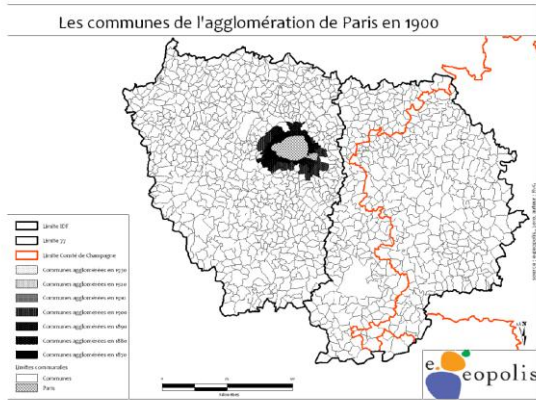 Les communes de l'agglomération de Paris en 1900
Limite IDF
Limite 77
Limite Comté de Champagne
Communes agglomérées en 1930
Communes agglomérées en 1920
Communes agglomérées en 1910
Communes agglomérées en 1900
Communes agglomérées en 1890
Communes agglomérées en 1880
Communes agglomérées en 1870
Limites communales
Communes
Paris
Kilomètres
N
e. eopolis